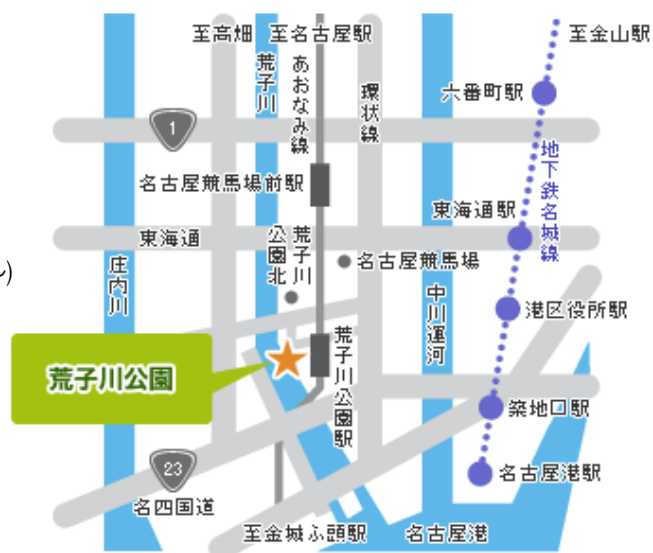 至高畑
至名古屋駅
至金山駅
荒子川
あおなみ線
環状線
六番町駅
1
地下鉄名城線
名古屋競馬場前駅
東海通駅
東海通
荒子川
公園北
名古屋競馬場
庄内川
中川運河
港区役所駅
荒子川公園
荒子川公園駅
築地口駅
23
名古屋港駅
名四国道
至金城ふ頭駅
名古屋港